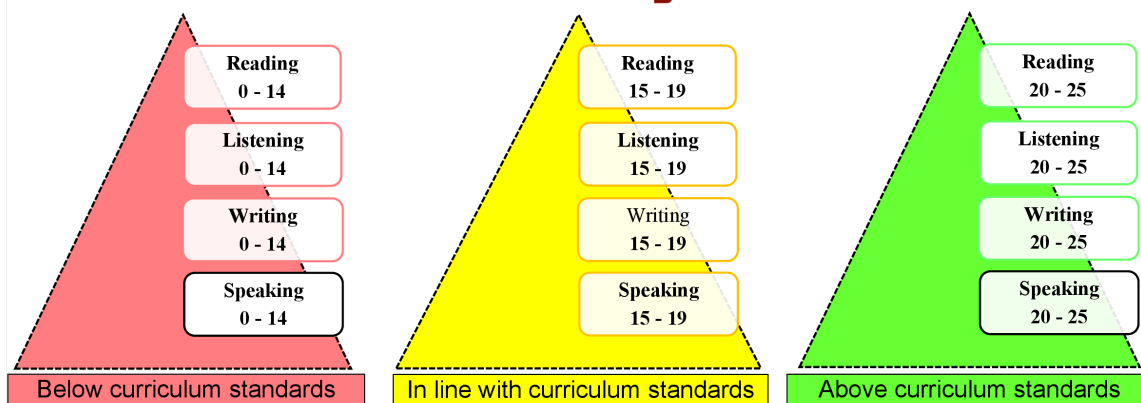 Reading
0 - 14
Listening
0 - 14
Writing
0 - 14
Speaking
0 - 14
Below curriculum standards
Reading
15 - 19
Listening
15 - 19
Writing
15 - 19
Speaking
15 - 19
In line with curriculum standards
Reading
20 - 25
Listening
20 - 25
Writing
20 - 25
Speaking
20 - 25
Above curriculum standards